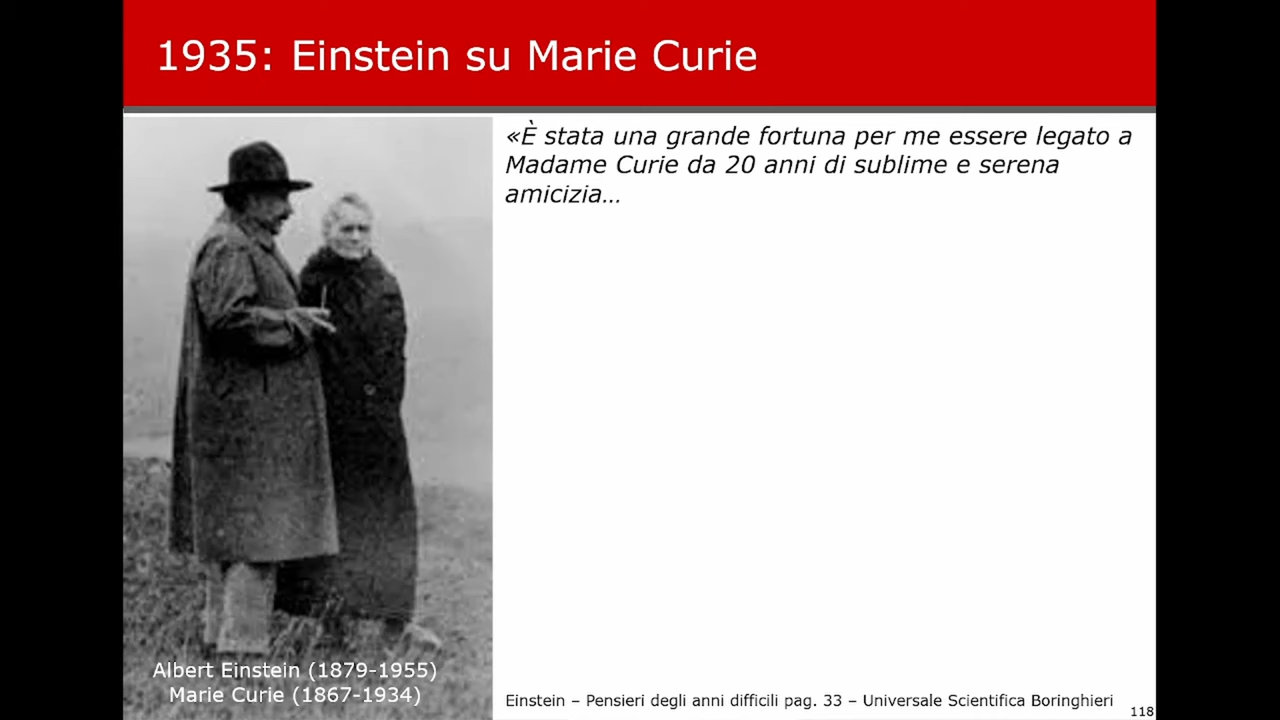 1935: Einstein su Marie Curie
«È stata una grande fortuna per me essere legato a
Madame Curie da 20 anni di sublime e serena
amicizia…
Albert Einstein (1879-1955)
Marie Curie (1867-1934)
Einstein – Pensieri degli anni difficili pag. 33 – Universale Scientifica Boringhieri
118